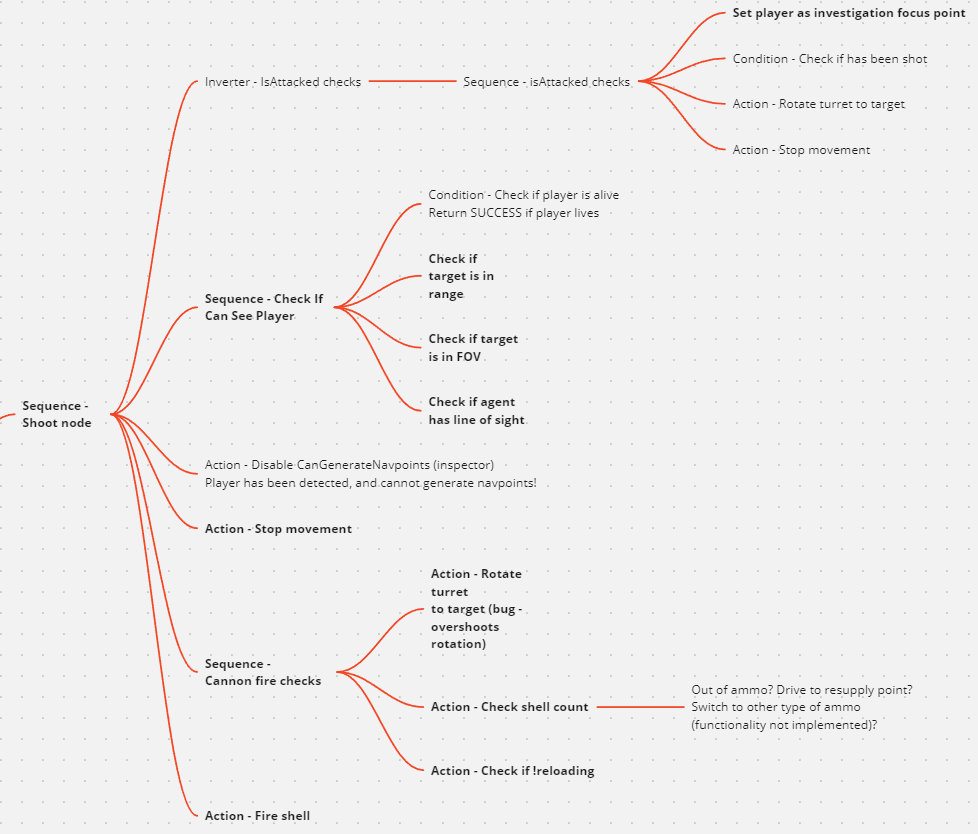 Set player as investigation focus point
Inverter - IsAttacked checks
Sequence - isAttacked checks
Condition - Check if has been shot
Action - Rotate turret to target
Action - Stop movement
Condition - Check if player is alive
Return SUCCESS if player lives
Check if
target is in
range
Sequence - Check If
Can See Player
Check if target
is in FOV
Check if agent
has line of sight
Sequence -
Shoot node
Action - Disable CanGenerateNavpoints (inspector)
Player has been detected, and cannot generate navpoints!
Action - Stop movement
Action - Rotate
turret
to target (bug -
overshoots
rotation)
Sequence -
Cannon fire checks
Action - Check shell count
Out of ammo? Drive to resupply point?
Switch to other type of ammo
(functionality not implemented)?
Action - Check if !reloading
Action - Fire shell